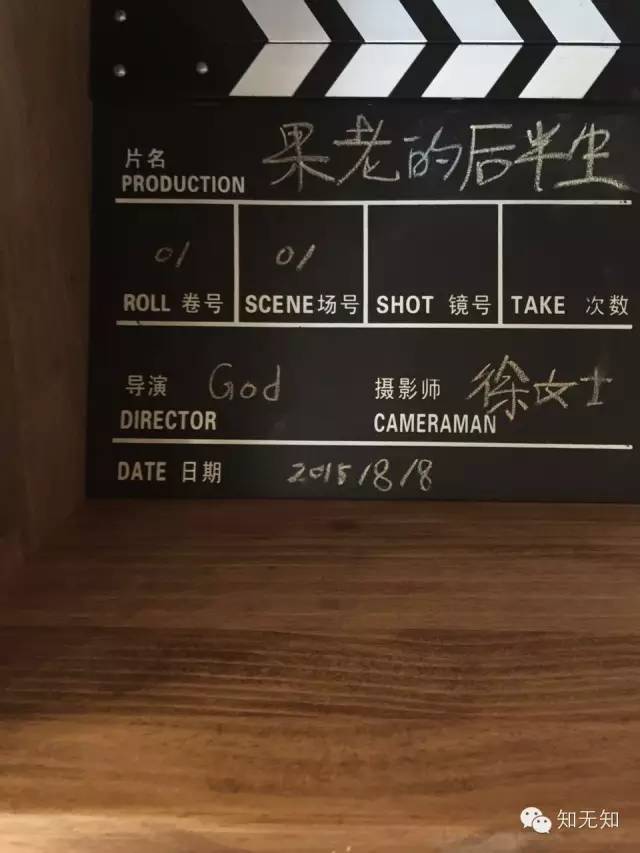 片名 果老的后半生
PRODUCTION
01 01
ROLL 卷号 SCENE 场号 SHOT 镜号 TAKE 次数
导演 God 摄影师 徐女士
DIRECTOR CAMERAMAN
DATE 日期 2015/8/8
知无知